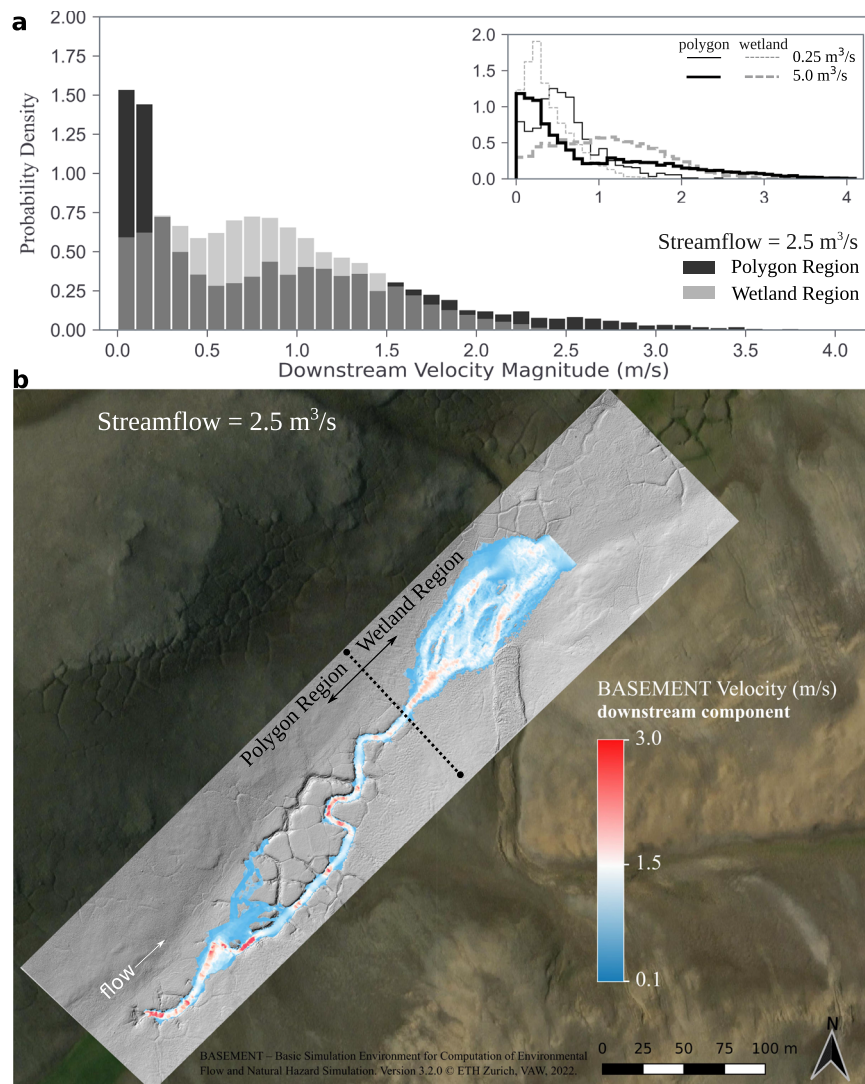 a
2.00
1.75
1.50
1.25
1.00
0.75
0.50
0.25
0.00
Probability Density
0.0 0.5 1.0 1.5 2.0 2.5 3.0 3.5 4.0
Downstream Velocity Magnitude (m/s)
2.0
1.5
1.0
0.5
0.0
0 1 2 3 4
polygon wetland
0.25 m³/s
5.0 m³/s
Streamflow = 2.5 m³/s
Polygon Region
Wetland Region
b
Streamflow = 2.5 m³/s
Wetland Region
Polygon Region
flow
BASEMENT Velocity (m/s)
downstream component
3.0
1.5
0.1
N
0 25 50 75 100 m
BASEMENT – Basic Simulation Environment for Computation of Environmental
Flow and Natural Hazard Simulation. Version 3.2.0 © ETH Zurich, VAW, 2022.